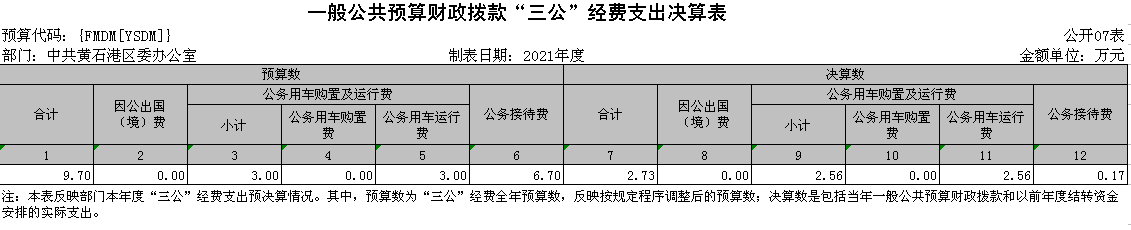 一般公共预算财政拨款“三公”经费支出决算表
预算代码：{FMDM[YSDM]} 公开07表
部门：中共黄石港区委办公室 制表日期：2021年度 金额单位：万元
预算数 决算数
合计 因公出国（境）费 公务用车购置及运行费 公务接待费 合计 因公出国（境）费 公务用车购置及运行费 公务接待费
小计 公务用车购置费 公务用车运行费 小计 公务用车购置费 公务用车运行费
1 2 3 4 5 6 7 8 9 10 11 12
9.70 0.00 3.00 0.00 3.00 6.70 2.73 0.00 2.56 0.00 2.56 0.17
注：本表反映部门本年度“三公”经费支出预决算情况。其中，预算数为“三公”经费全年预算数，反映按规定程序调整后的预算数；决算数是包括当年一般公共预算财政拨款和以前年度结转资金
安排的实际支出。